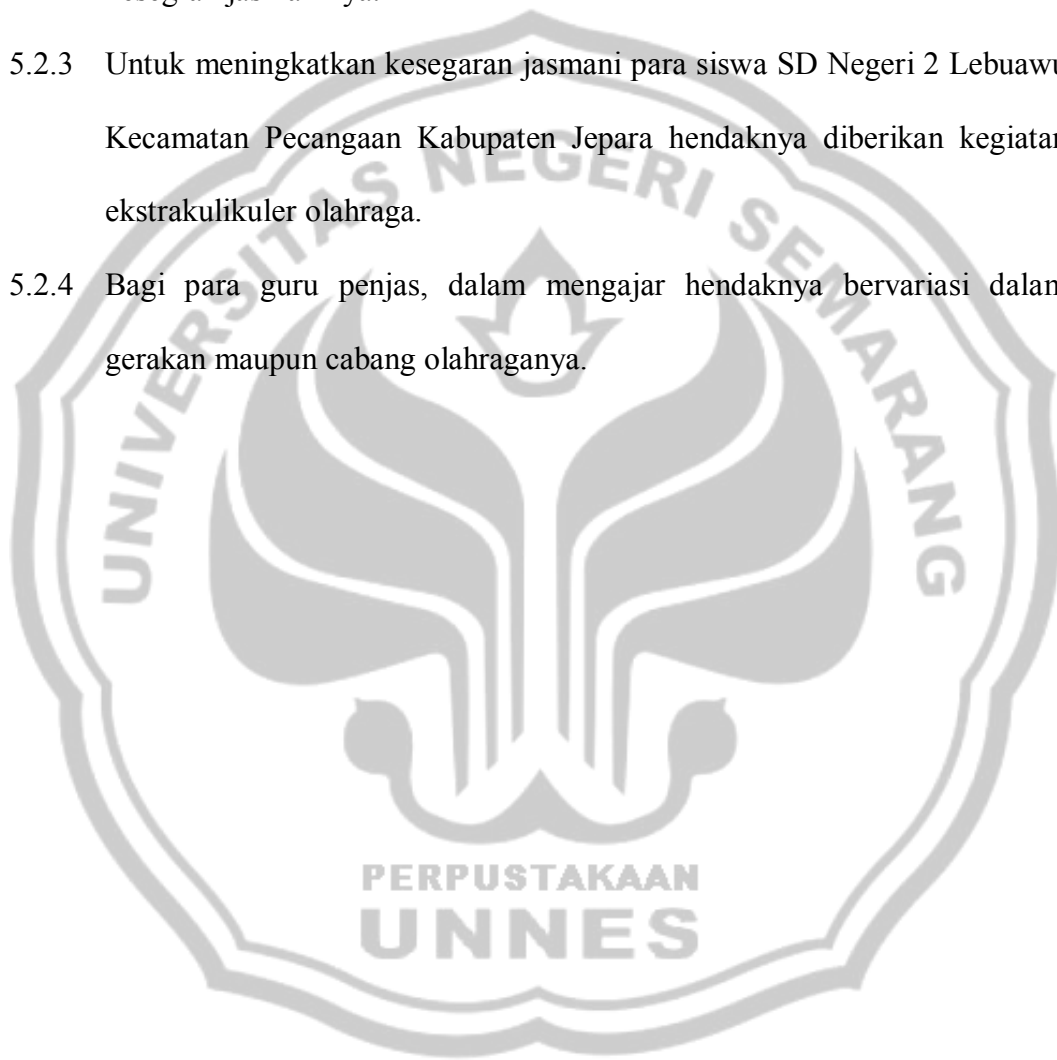 5.2.3 Untuk meningkatkan kesegaran jasmani para siswa SD Negeri 2 Lebuawu
Kecamatan Pecangaan Kabupaten Jepara hendaknya diberikan kegiatan
ekstrakulikuler olahraga.
5.2.4 Bagi para guru penjas, dalam mengajar hendaknya bervariasi dalam
gerakan maupun cabang olahraganya.
UNIVERSITAS NEGERI SEMARANG
PERPUSTAKAAN
UNNES